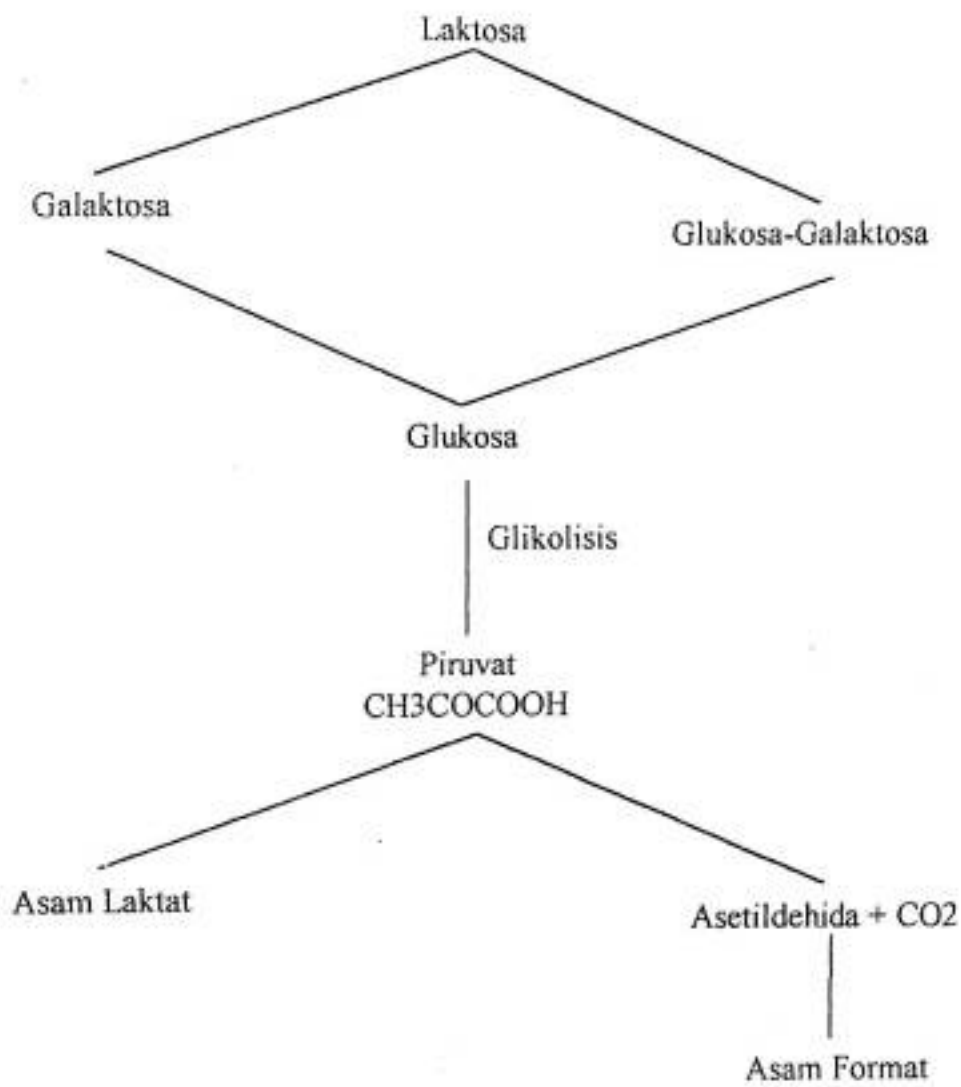 Laktosa
Galaktosa
Glukosa-Galaktosa
Glukosa
Glikolisis
Piruvat
CH3COCOOH
Asam Laktat
Asetildehida + CO2
Asam Format